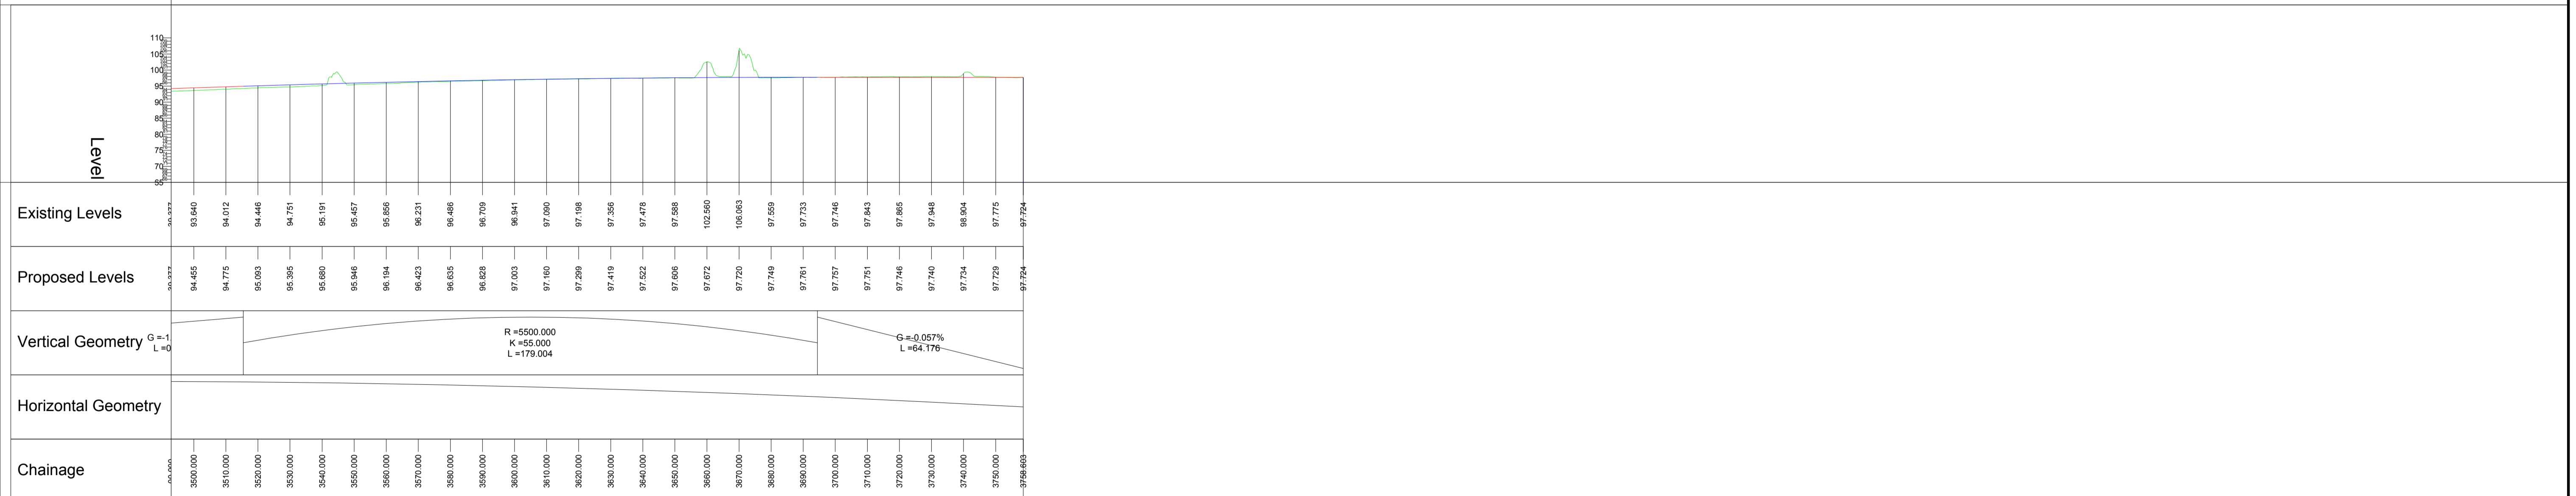 110
105
100
95
90
85
80
75
70
Level
Existing Levels
93.640 94.012 94.446 94.751 95.191 95.457 95.856 96.231 96.486 96.709 96.941 97.090 97.198 97.356 97.478 97.588 102.560 106.063 97.559 97.733 97.746 97.843 97.865 97.948 98.904 97.775 97.724
Proposed Levels
94.455 94.775 95.093 95.395 95.680 95.946 96.194 96.423 96.635 96.828 97.003 97.160 97.299 97.419 97.522 97.606 97.672 97.720 97.749 97.761 97.757 97.751 97.746 97.740 97.734 97.729 97.724
Vertical Geometry
G =-1
L =0
R =5500.000
K =55.000
L =179.004
G =-0.057%
L =64.176
Horizontal Geometry
Chainage
3500.000 3510.000 3520.000 3530.000 3540.000 3550.000 3560.000 3570.000 3580.000 3590.000 3600.000 3610.000 3620.000 3630.000 3640.000 3650.000 3660.000 3670.000 3680.000 3690.000 3700.000 3710.000 3720.000 3730.000 3740.000 3750.000 3758.603